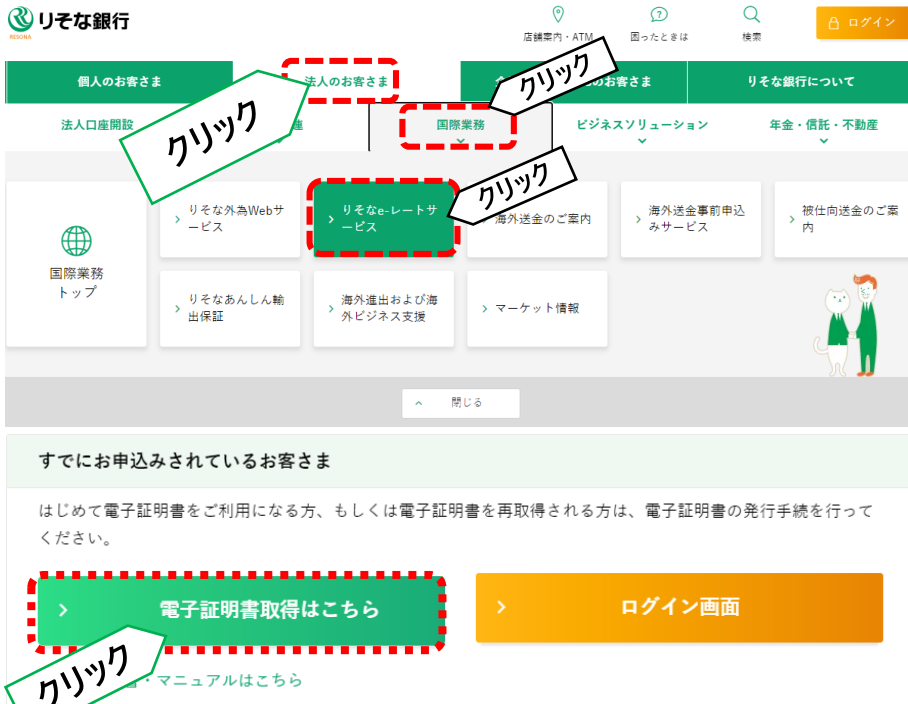 りそな銀行
RESONA
店舗案内・ATM
困ったときは
検索
ログイン
個人のお客さま
法人のお客さま
のお客さま
りそな銀行について
クリック
クリック
法人口座開設
国際業務
ビジネスソリューション
年金・信託・不動産
クリック
国際業務
トップ
りそな外為Webサ
ービス
りそなe-レートサ
ービス
海外送金のご案内
海外送金事前申込
みサービス
被仕向送金のご案
内
りそなあんしん輸
出保証
海外進出および海
外ビジネス支援
マーケット情報
閉じる
すでにお申込みされているお客さま
はじめて電子証明書をご利用になる方、もしくは電子証明書を再取得される方は、電子証明書の発行手続を行って
ください。
電子証明書取得はこちら
ログイン画面
クリック
・マニュアルはこちら